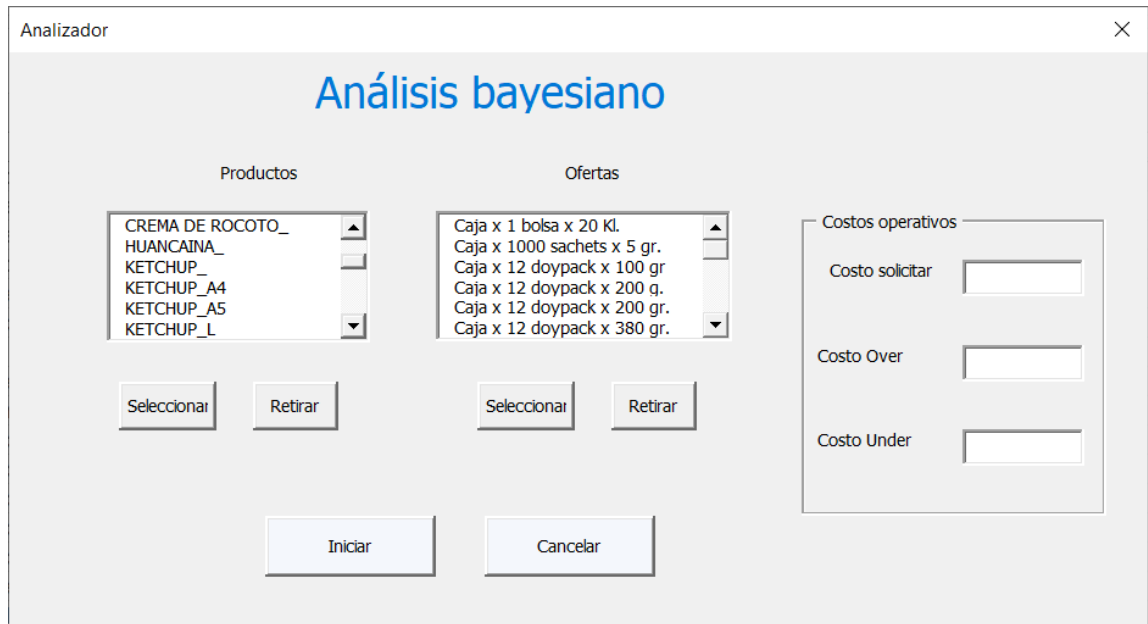 Analizador
Análisis bayesiano
Productos
CREMA DE ROCOTO_
HUANCAINA_
KETCHUP_
KETCHUP_A4
KETCHUP_A5
KETCHUP_L
Seleccionar
Retirar
Ofertas
Caja x 1 bolsa x 20 Kl.
Caja x 1000 sachets x 5 gr.
Caja x 12 doypack x 100 gr
Caja x 12 doypack x 200 g.
Caja x 12 doypack x 200 gr.
Caja x 12 doypack x 380 gr.
Seleccionar
Retirar
Costos operativos
Costo solicitar
Costo Over
Costo Under
Iniciar
Cancelar